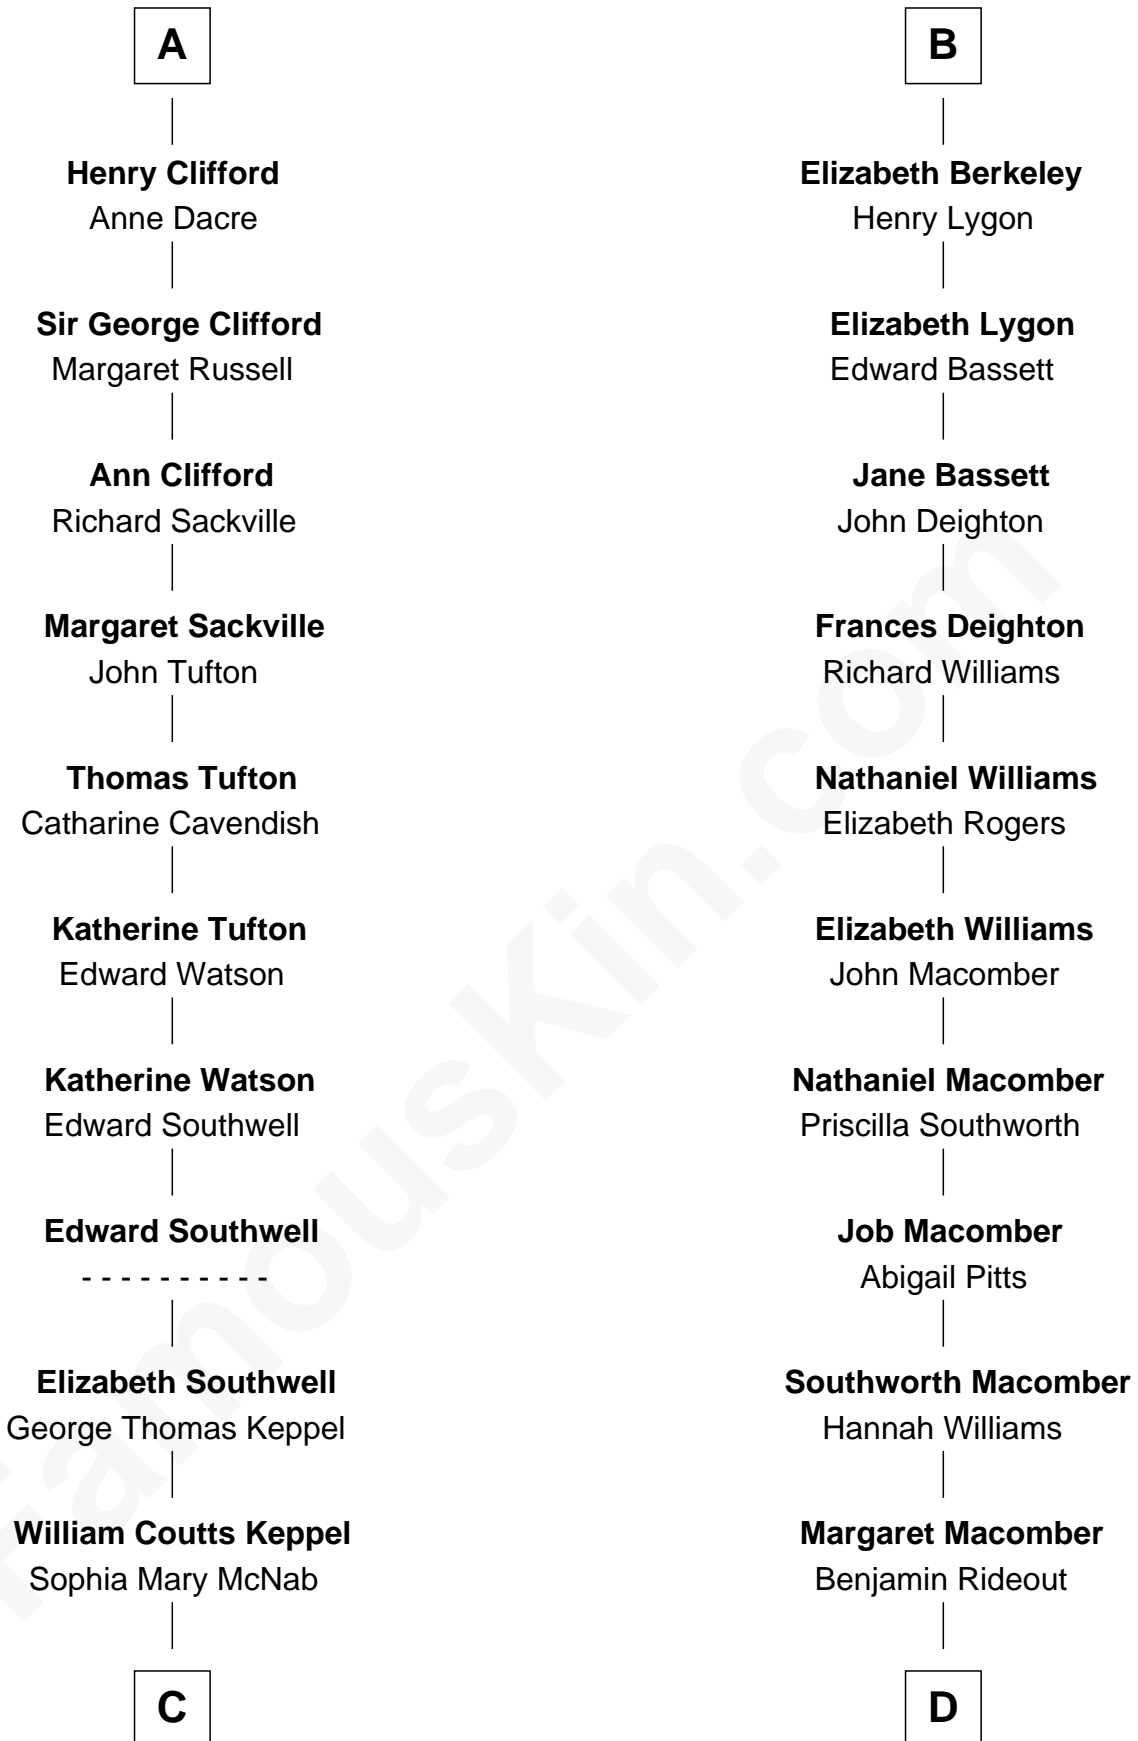 A
Henry Clifford
Anne Dacre
Sir George Clifford
Margaret Russell
Ann Clifford
Richard Sackville
Margaret Sackville
John Tufton
Thomas Tufton
Catharine Cavendish
Katherine Tufton
Edward Watson
Katherine Watson
Edward Southwell
Edward Southwell
- - - - - - - - - -
Elizabeth Southwell
George Thomas Keppel
William Coutts Keppel
Sophia Mary McNab
C
B
Elizabeth Berkeley
Henry Lygon
Elizabeth Lygon
Edward Bassett
Jane Bassett
John Deighton
Frances Deighton
Richard Williams
Nathaniel Williams
Elizabeth Rogers
Elizabeth Williams
John Macomber
Nathaniel Macomber
Priscilla Southworth
Job Macomber
Abigail Pitts
Southworth Macomber
Hannah Williams
Margaret Macomber
Benjamin Rideout
D
FamousKin.com